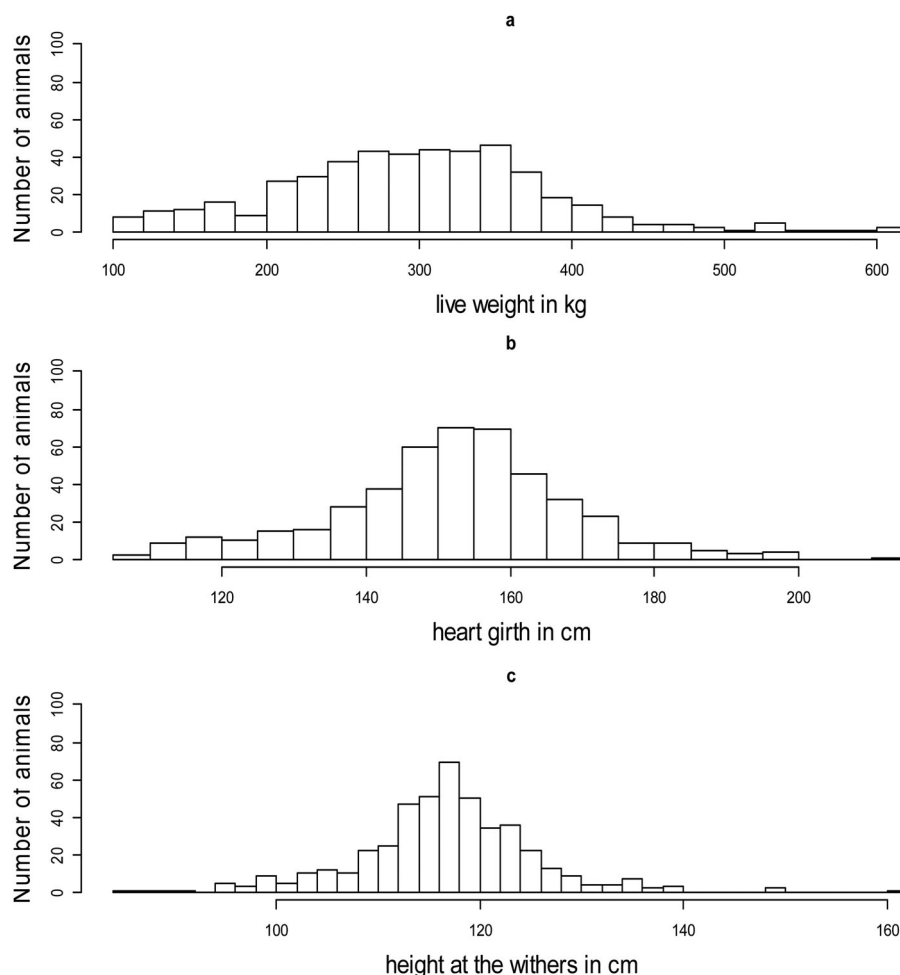 a
Number of animals
100
80
60
40
20
0
100 200 300 400 500 600
live weight in kg
b
Number of animals
100
80
60
40
20
0
120 140 160 180 200
heart girth in cm
c
Number of animals
100
80
60
40
20
0
100 120 140 160
height at the withers in cm